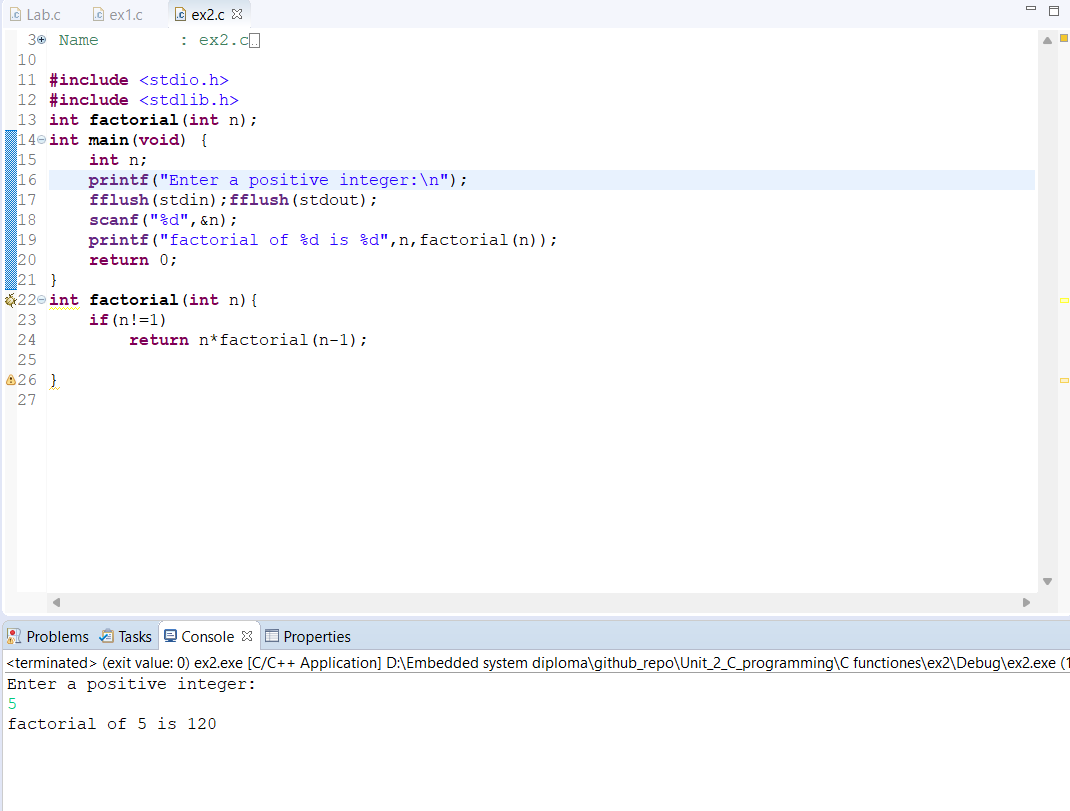 Lab.c ex1.c ex2.c
3 Name : ex2.c
10
11 #include <stdio.h>
12 #include <stdlib.h>
13 int factorial(int n);
14 int main(void) {
15 int n;
16 printf("Enter a positive integer:\n");
17 fflush(stdin);fflush(stdout);
18 scanf("%d",&n);
19 printf("factorial of %d is %d",n,factorial(n));
20 return 0;
21 }
22 int factorial(int n){
23 if(n!=1)
24 return n*factorial(n-1);
25
26 }
27
Problems Tasks Console Properties
<terminated> (exit value: 0) ex2.exe [C/C++ Application] D:\Embedded system diploma\github_repo\Unit_2_C_programming\C functiones\ex2\Debug\ex2.exe (1
Enter a positive integer:
5
factorial of 5 is 120